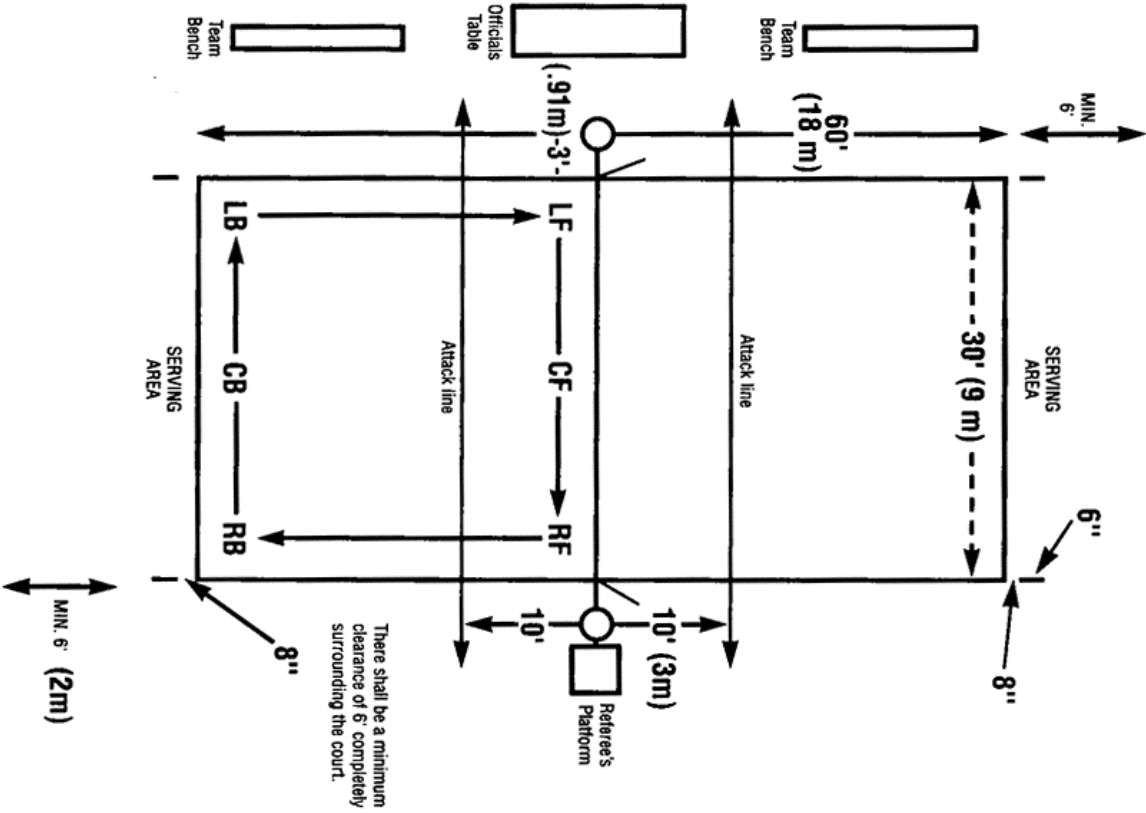 MIN.
6'
60'
(18 m)
(.91m)-3'-
Team
Bench
Officials
Table
Team
Bench
SERVING
AREA
30' (9 m)
6"
8"
Attack line
10' (3m)
Referee's
Platform
LF
CF
RF
10'
Attack line
There shall be a minimum
clearance of 6' completely
surrounding the court.
LB
CB
RB
8"
SERVING
AREA
MIN. 6'
(2m)